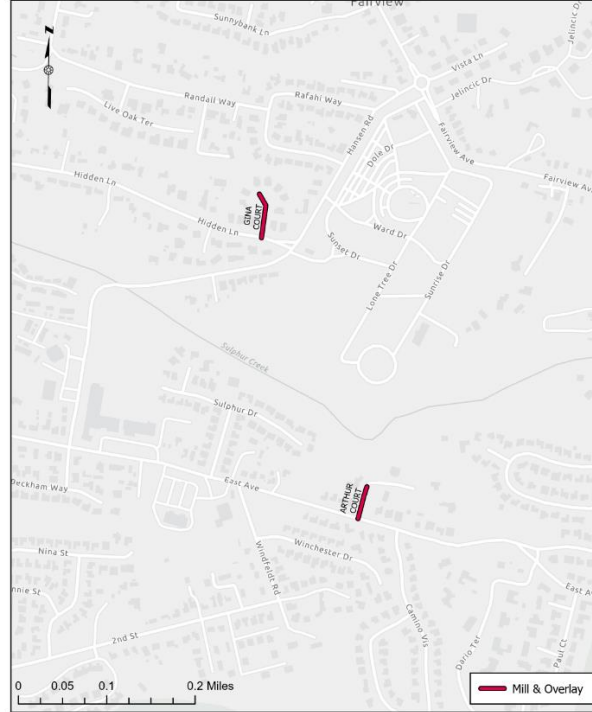 Fairview
Sunnybank Ln
Jelincic Dr
Vista Ln
Jelincic Dr
Randall Way
Rafahi Way
Live Oak Ter
Hansen Rd
Dole Dr
Fairview Ave
Fairview Ave
Hidden Ln
GINA
COURT
Hidden Ln
Ward Dr
Sunset Dr
Lone Tree Dr
Sunrise Dr
Sulphur Creek
Sulphur Dr
East Ave
Deckham Way
ARTHUR
COURT
Nina St
Winchester Dr
Windfeldt Rd
nnie St
East A
Camino Vis
Dario Ter
Paul Ct
2nd St
0 0.05 0.1 0.2 Miles
Mill & Overlay